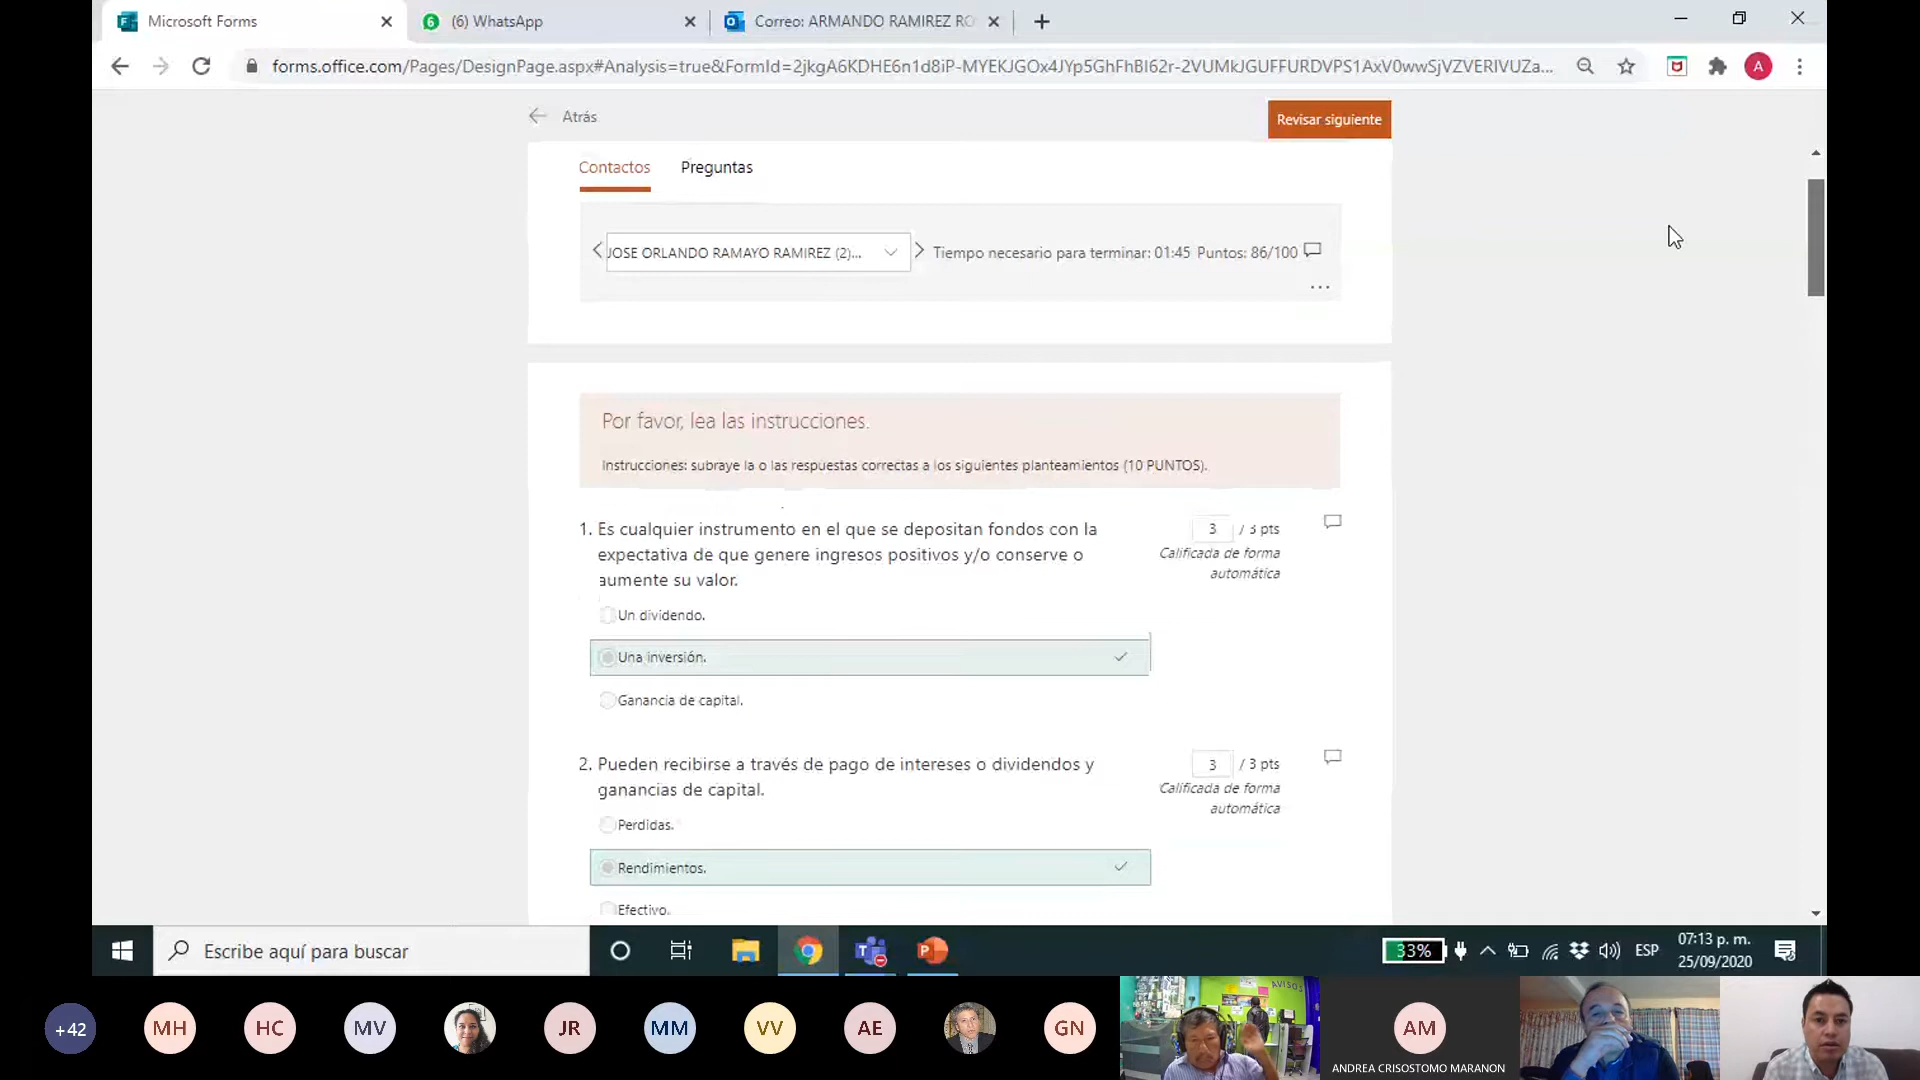 Microsoft Forms
(6) WhatsApp
Correo: ARMANDO RAMIREZ RO
forms.office.com/Pages/DesignPage.aspx#Analysis=true&FormId=2jkgA6KDHE6n1d8iP-MYEKJGOx4JYp5GhFhBI62r-2VUMkJGUFFURDVPS1AxV0wwSjVZVERIVUZa...
A
Atrás
Revisar siguiente
Contactos
Preguntas
JOSE ORLANDO RAMAYO RAMIREZ (2)...
Tiempo necesario para terminar: 01:45
Puntos: 86/100
...
Por favor, lea las instrucciones.
Instrucciones: subraye la o las respuestas correctas a los siguientes planteamientos (10 PUNTOS).
1. Es cualquier instrumento en el que se depositan fondos con la
expectativa de que genere ingresos positivos y/o conserve o
aumente su valor.
3 / 3 pts
Calificada de forma
automática
Un dividendo.
Una inversión.
Ganancia de capital.
2. Pueden recibirse a través de pago de intereses o dividendos y
ganancias de capital.
3 / 3 pts
Calificada de forma
automática
Perdidas.
Rendimientos.
Efectivo.
Escribe aquí para buscar
33%
ESP
07:13 p. m.
25/09/2020
+42
MH
HC
MV
JR
MM
VV
AE
GN
AVISOS
AM
ANDREA CRISOSTOMO MARANON